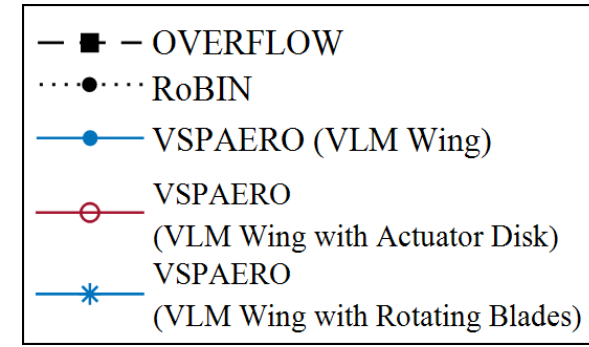 OVERFLOW
RoBIN
VSPAERO (VLM Wing)
VSPAERO
(VLM Wing with Actuator Disk)
VSPAERO
(VLM Wing with Rotating Blades)